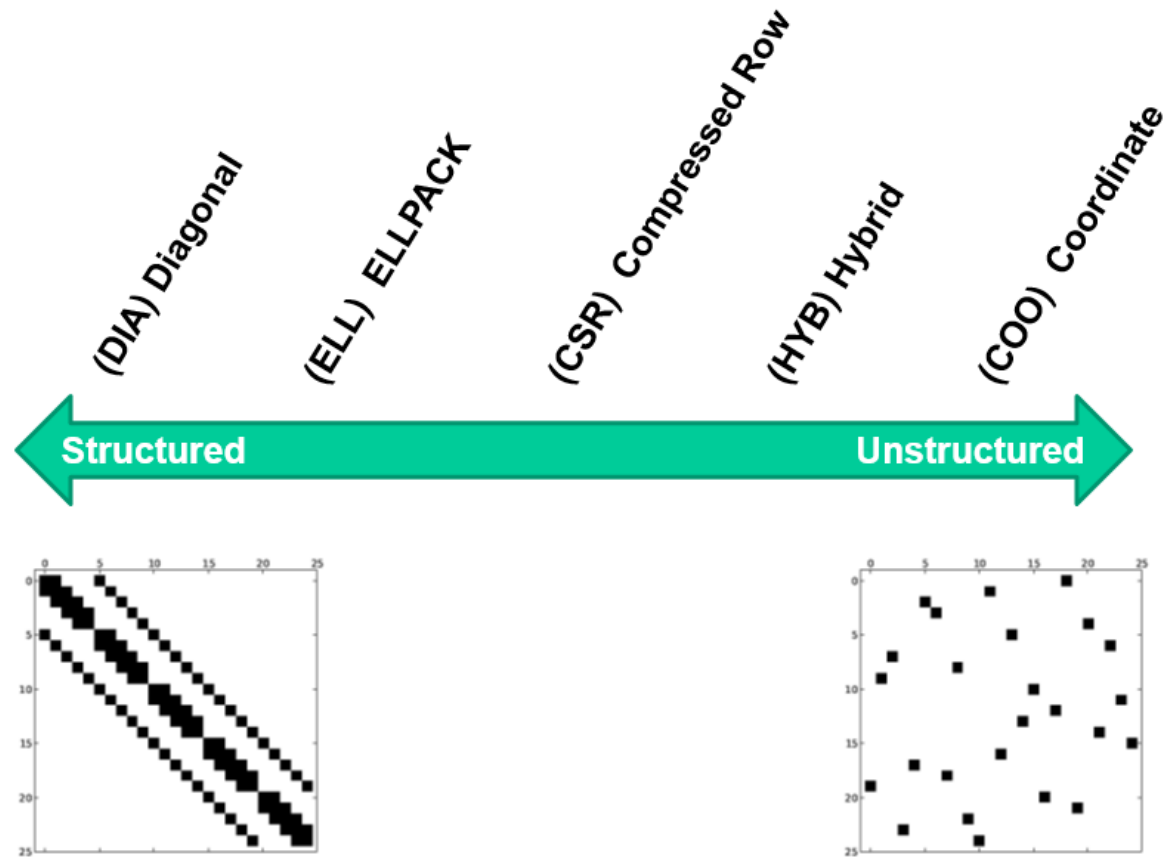 (DIA) Diagonal
(ELL) ELLPACK
(CSR) Compressed Row
(HYB) Hybrid
(COO) Coordinate
Structured
Unstructured
0 5 10 15 20 25
0
5
10
15
20
25
0 5 10 15 20 25
0
5
10
15
20
25